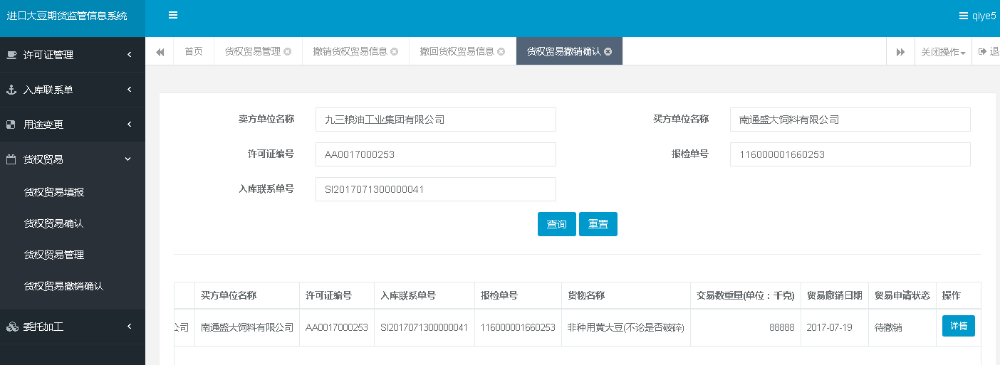 进口大豆期货监管信息系统
qiye5
许可证管理
入库联系单
用途变更
货权贸易
货权贸易填报
货权贸易确认
货权贸易管理
货权贸易撤销确认
委托加工
首页 货权贸易管理 撤销货权贸易信息 撤回货权贸易信息 货权贸易撤销确认 关闭操作 退
卖方单位名称 九三粮油工业集团有限公司 买方单位名称 南通盛大饲料有限公司
许可证编号 AA0017000253 报检单号 116000001660253
入库联系单号 SI2017071300000041
查询 重置
买方单位名称 许可证编号 入库联系单号 报检单号 货物名称 交易数重量(单位：千克) 贸易撤销日期 贸易申请状态 操作
公司 南通盛大饲料有限公司 AA0017000253 SI2017071300000041 116000001660253 非种用黄大豆(不论是否破碎) 88888 2017-07-19 待撤销 详情